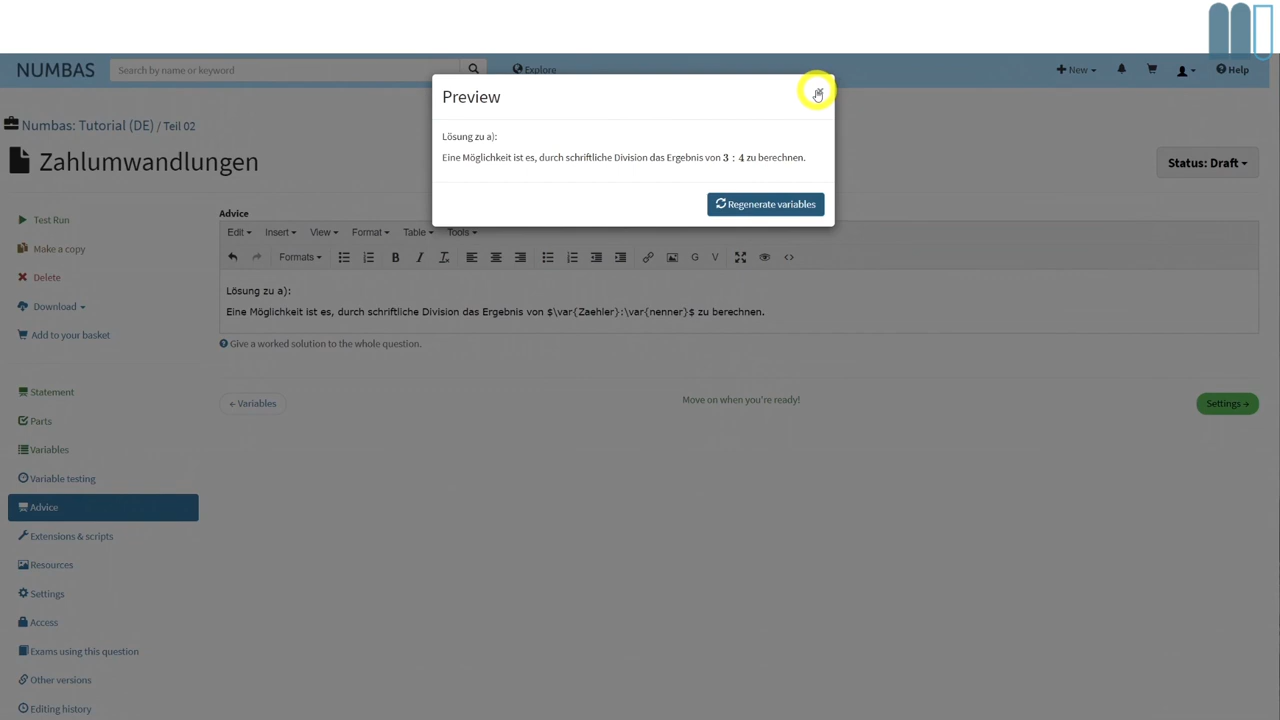 NUMBAS Search by name or keyword Explore New Help
Preview
Lösung zu a):
Eine Möglichkeit ist es, durch schriftliche Division das Ergebnis von 3 : 4 zu berechnen.
Regenerate variables
Numbas: Tutorial (DE) / Teil 02
Zahlumwandlungen
Status: Draft
Test Run
Make a copy
Delete
Download
Add to your basket
Statement
Parts
Variables
Variable testing
Advice
Extensions & scripts
Resources
Settings
Access
Exams using this question
Other versions
Editing history
Advice
Edit Insert View Format Table Tools
Formats B I G V
Lösung zu a):
Eine Möglichkeit ist es, durch schriftliche Division das Ergebnis von $\var{Zaehler}:\var{nenner}$ zu berechnen.
Give a worked solution to the whole question.
← Variables
Move on when you're ready!
Settings →